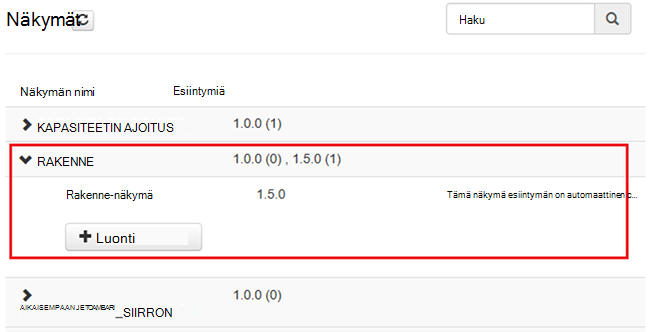 Näkymät
Haku
Näkymän nimi Esiintymiä
KAPASITEETIN AJOITUS 1.0.0 (1)
RAKENNE 1.0.0 (0) , 1.5.0 (1)
Rakenne-näkymä 1.5.0 Tämä näkymä esiintymän on automaattinen c...
Luonti
1.0.0 (0)
_SIIRRON